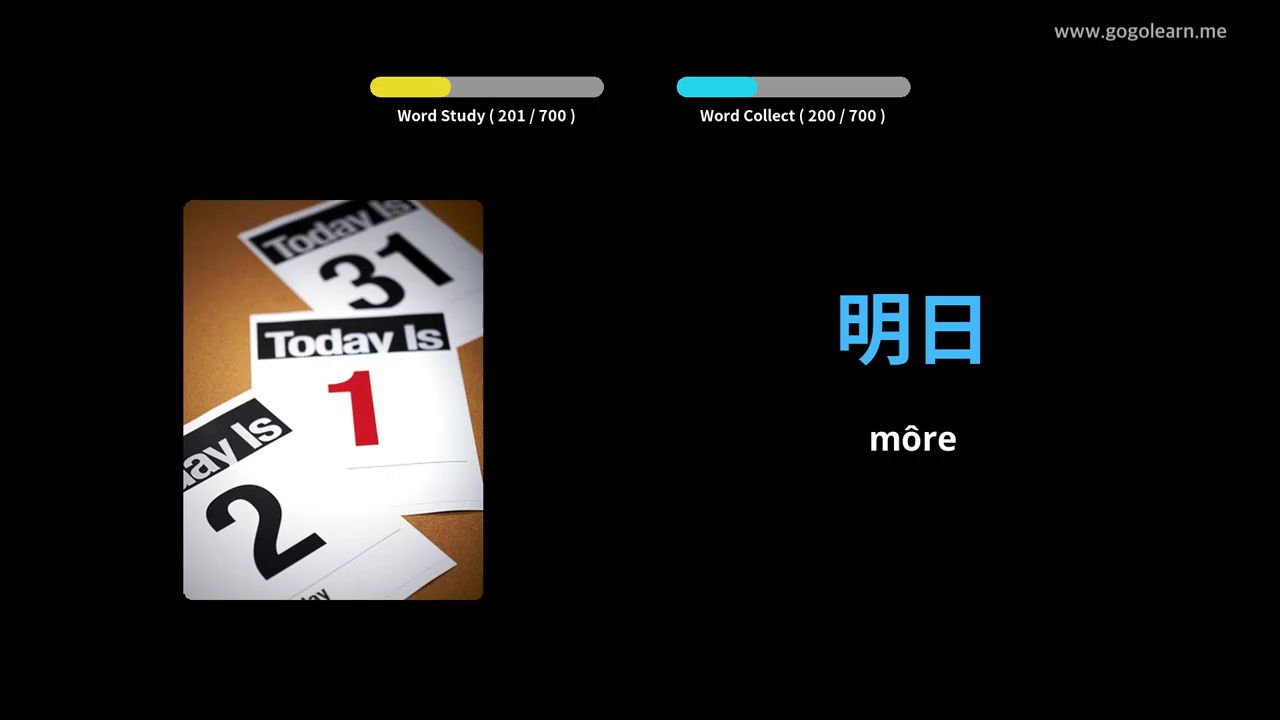 www.gogolearn.me
Word Study ( 201 / 700 )
Word Collect ( 200 / 700 )
Today Is
31
Today Is
1
ay Is
2
ay
明日
môre